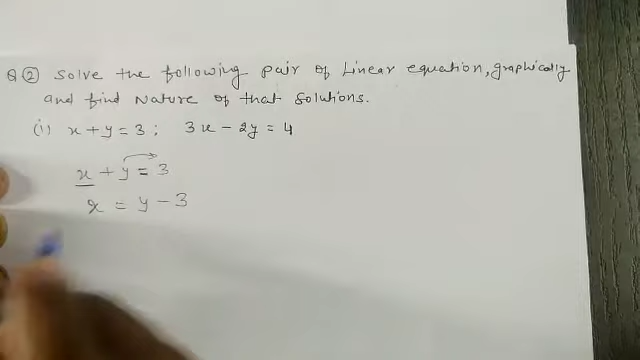 Q ② Solve the following pair of Linear equation, graphically
and find Nature of that Solutions.
(i) x + y = 3 ; 3x - 2y = 4
x + y = 3
x = y - 3